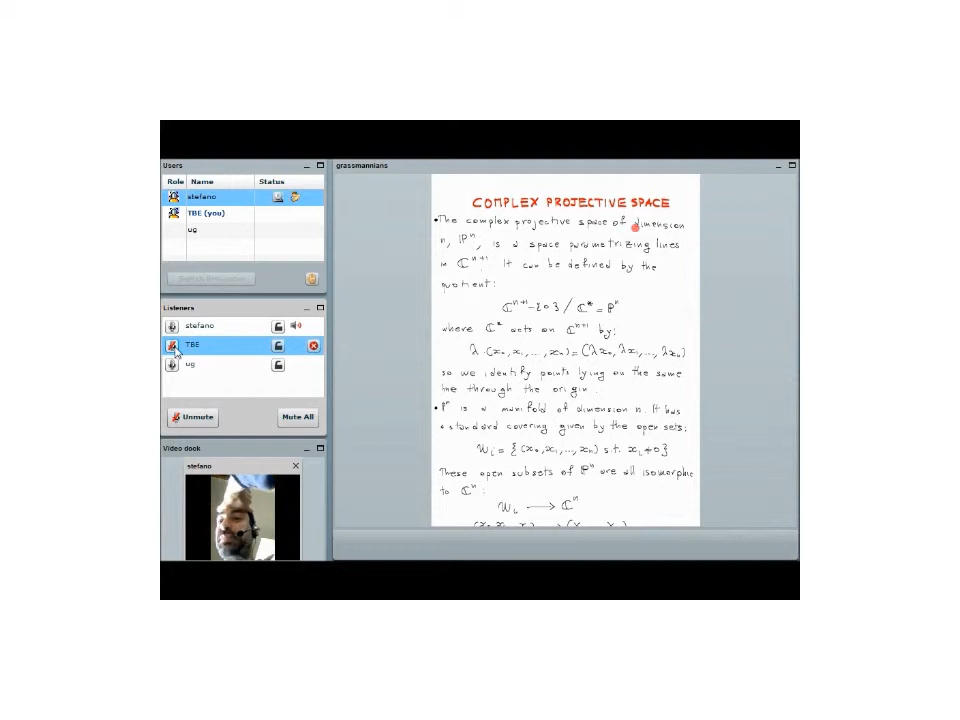 Users
Role Name Status
stefano
TBE (you)
ug
Listeners
stefano
TBE
ug
Unmute
Mute All
Video dock
stefano
grassmannians
COMPLEX PROJECTIVE SPACE
• The complex projective space of dimension
n, ℙⁿ, is a space parametrizing lines
in ℂⁿ⁺¹. It can be defined by the
quotient:
ℂⁿ⁺¹-{0} / ℂ* = ℙⁿ
where ℂ* acts on ℂⁿ⁺¹ by:
λ·(x₀, x₁, ..., xₙ) = (λx₀, λx₁, ..., λxₙ)
so we identify points lying on the same
line through the origin.
• ℙⁿ is a manifold of dimension n. It has
a standard covering given by the open sets:
𝒰ᵢ = {(x₀, x₁, ..., xₙ) s.t. xᵢ ≠ 0}
These open subsets of ℙⁿ are all isomorphic
to ℂⁿ:
𝒰ᵢ ⟶ ℂⁿ